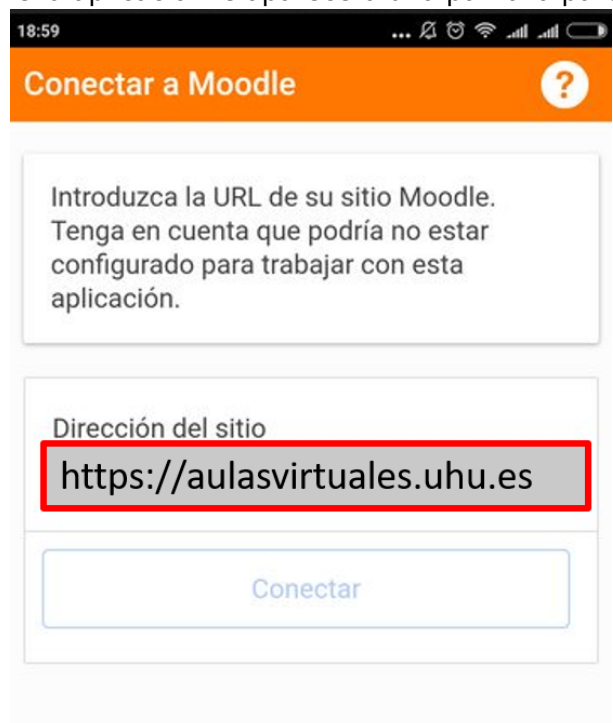 18:59
Conectar a Moodle
?
Introduzca la URL de su sitio Moodle.
Tenga en cuenta que podría no estar
configurado para trabajar con esta
aplicación.
Dirección del sitio
https://aulasvirtuales.uhu.es
Conectar